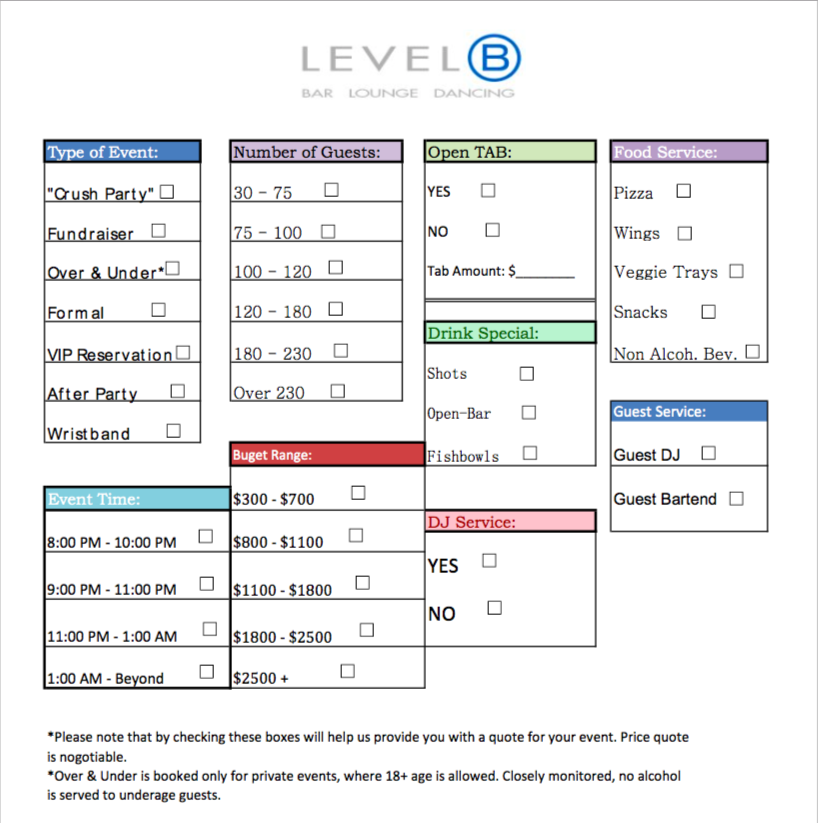 LEVEL B
BAR LOUNGE DANCING
Type of Event:
"Crush Party" ☐
Fundraiser ☐
Over & Under* ☐
Formal ☐
VIP Reservation ☐
After Party ☐
Wristband ☐
Event Time:
8:00 PM - 10:00 PM ☐
9:00 PM - 11:00 PM ☐
11:00 PM - 1:00 AM ☐
1:00 AM - Beyond ☐
Number of Guests:
30 - 75 ☐
75 - 100 ☐
100 - 120 ☐
120 - 180 ☐
180 - 230 ☐
Over 230 ☐
Buget Range:
$300 - $700 ☐
$800 - $1100 ☐
$1100 - $1800 ☐
$1800 - $2500 ☐
$2500 + ☐
Open TAB:
YES ☐
NO ☐
Tab Amount: $________
Drink Special:
Shots ☐
Open-Bar ☐
Fishbowls ☐
DJ Service:
YES ☐
NO ☐
Food Service:
Pizza ☐
Wings ☐
Veggie Trays ☐
Snacks ☐
Non Alcoh. Bev. ☐
Guest Service:
Guest DJ ☐
Guest Bartend ☐
*Please note that by checking these boxes will help us provide you with a quote for your event. Price quote
is nogotiable.
*Over & Under is booked only for private events, where 18+ age is allowed. Closely monitored, no alcohol
is served to underage guests.